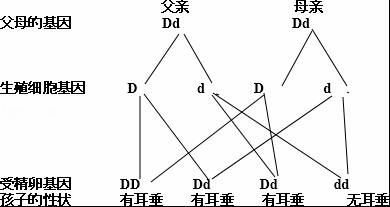 父亲 母亲
父母的基因 Dd Dd
生殖细胞基因 D d D d
受精卵基因 DD Dd Dd dd
孩子的性状 有耳垂 有耳垂 有耳垂 无耳垂